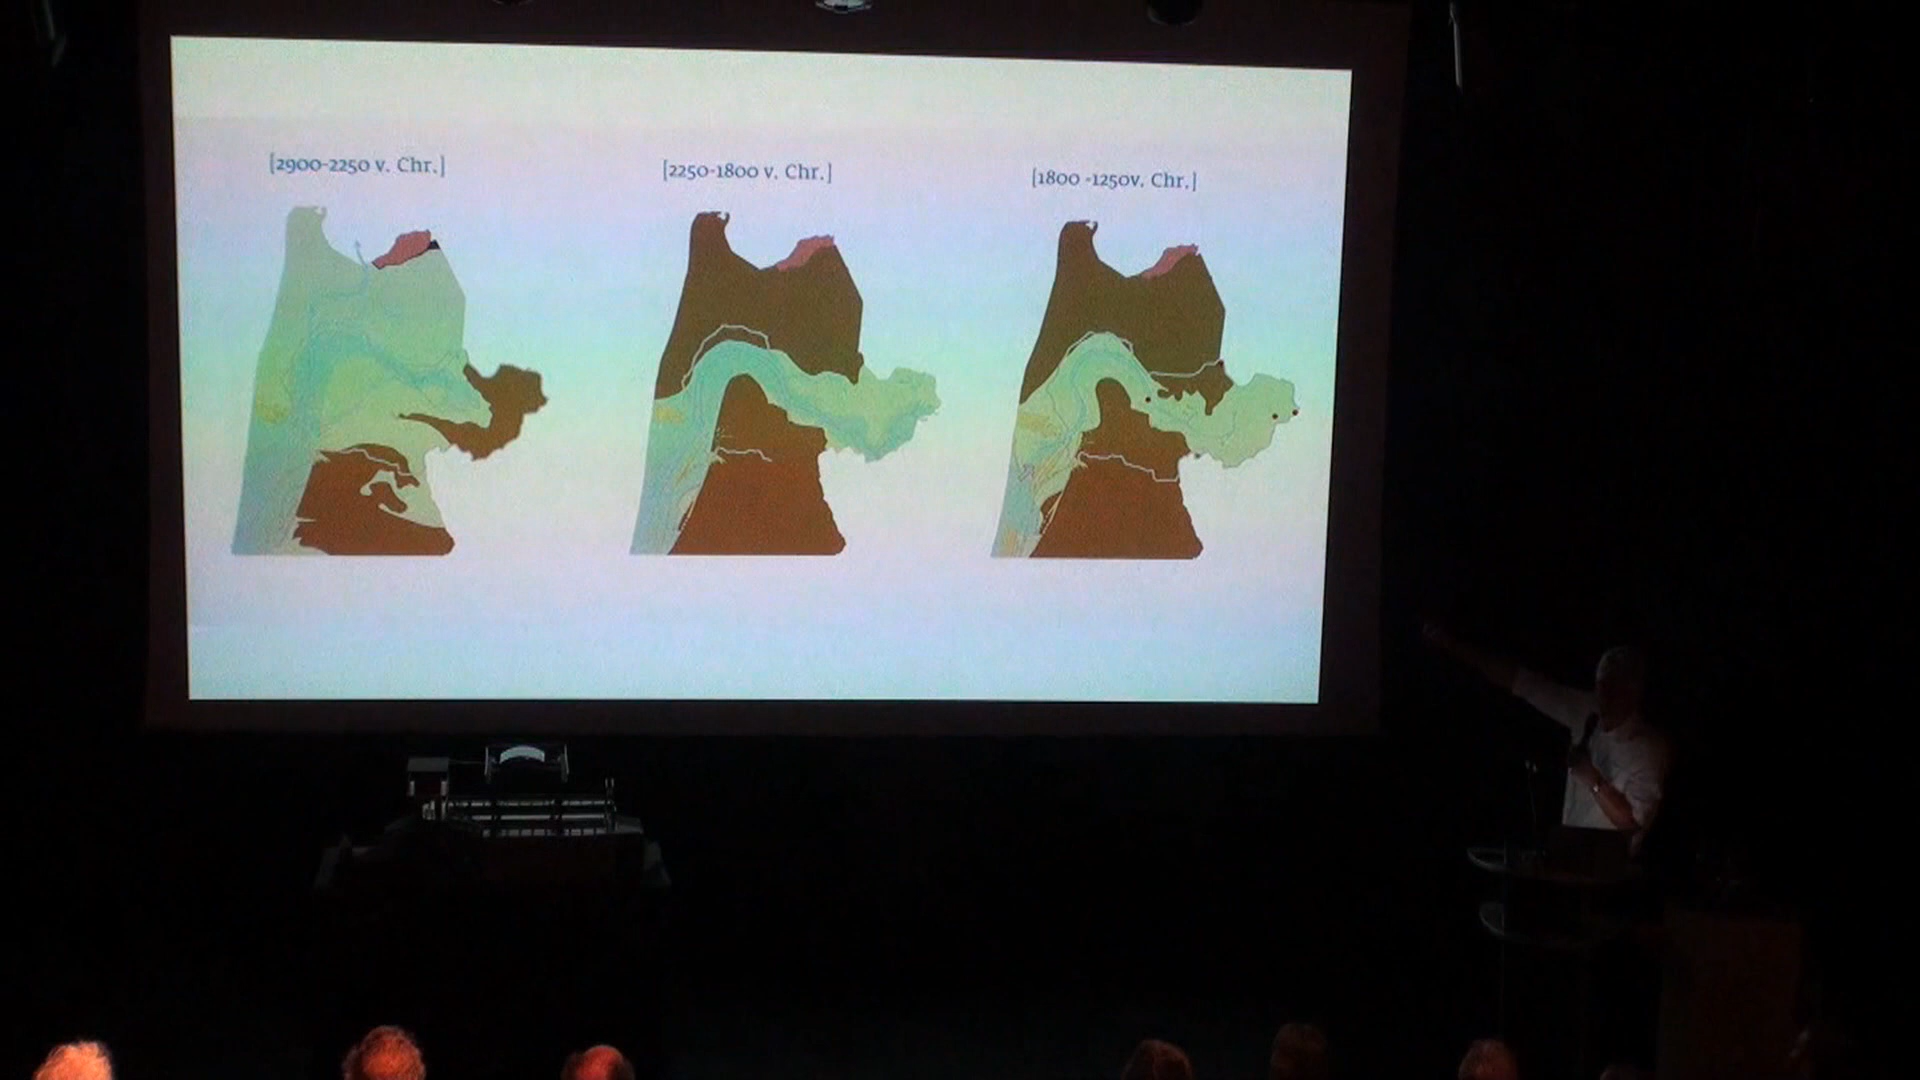 [2900-2250 v. Chr.]
[2250-1800 v. Chr.]
[1800 -1250v. Chr.]